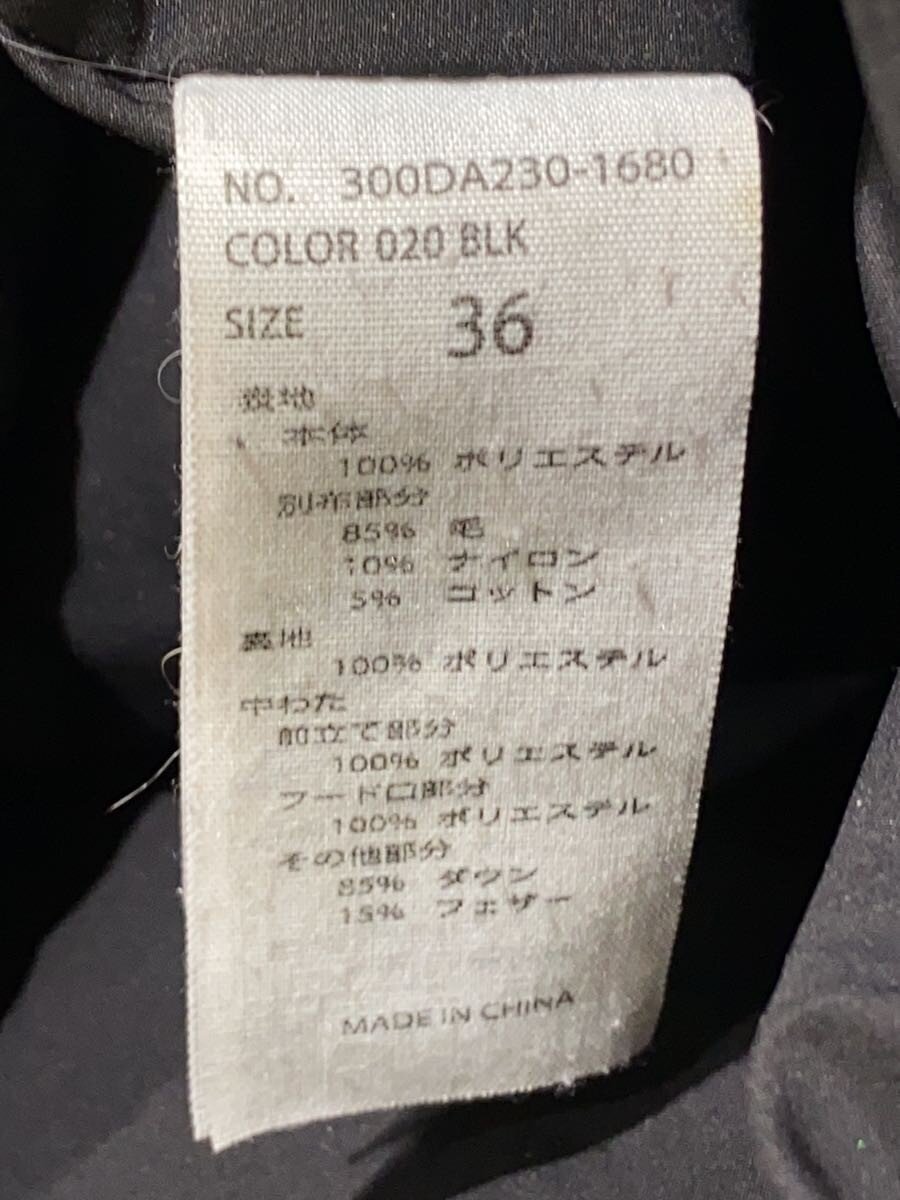 NO. 300DA230-1680
COLOR 020 BLK
SIZE 36
表地
本体
100% ポリエステル
別布部分
85% 毛
10% ナイロン
5% コットン
裏地
100% ポリエステル
中わた
前立て部分
100% ポリエステル
フード口部分
100% ポリエステル
その他部分
85% ダウン
15% フェザー
MADE IN CHINA